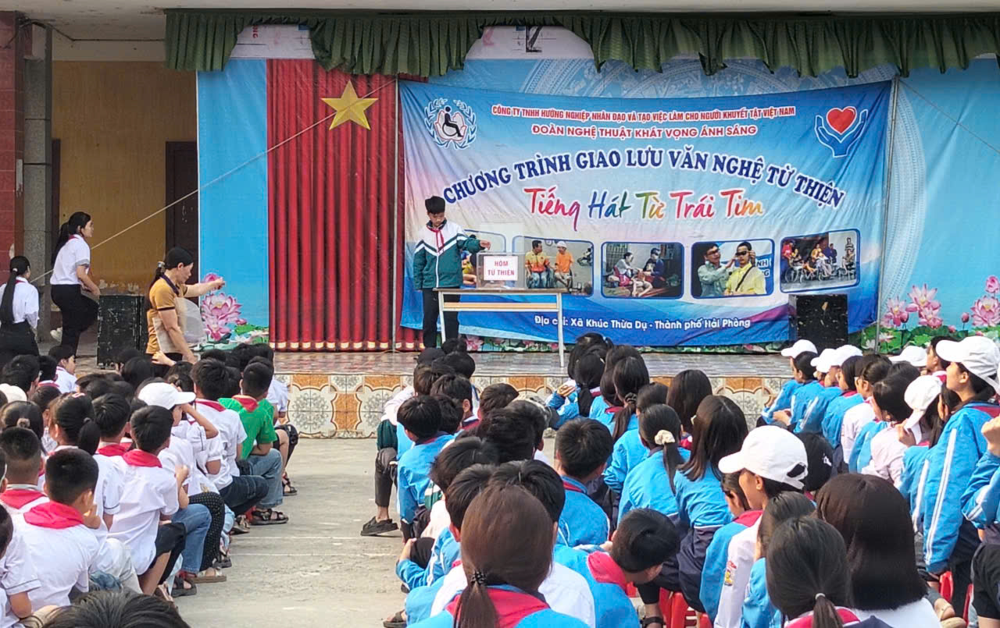 CÔNG TY TNHH HƯỚNG NGHIỆP, NHÂN ĐẠO VÀ TẠO VIỆC LÀM CHO NGƯỜI KHUYẾT TẬT VIỆT NAM
ĐOÀN NGHỆ THUẬT KHÁT VỌNG ÁNH SÁNG
CHƯƠNG TRÌNH GIAO LƯU VĂN NGHỆ TỪ THIỆN
Tiếng Hát Từ Trái Tim
HÒM
TỪ THIỆN
Địa chỉ: Xã Khúc Thừa Dụ - Thành phố Hải Phòng